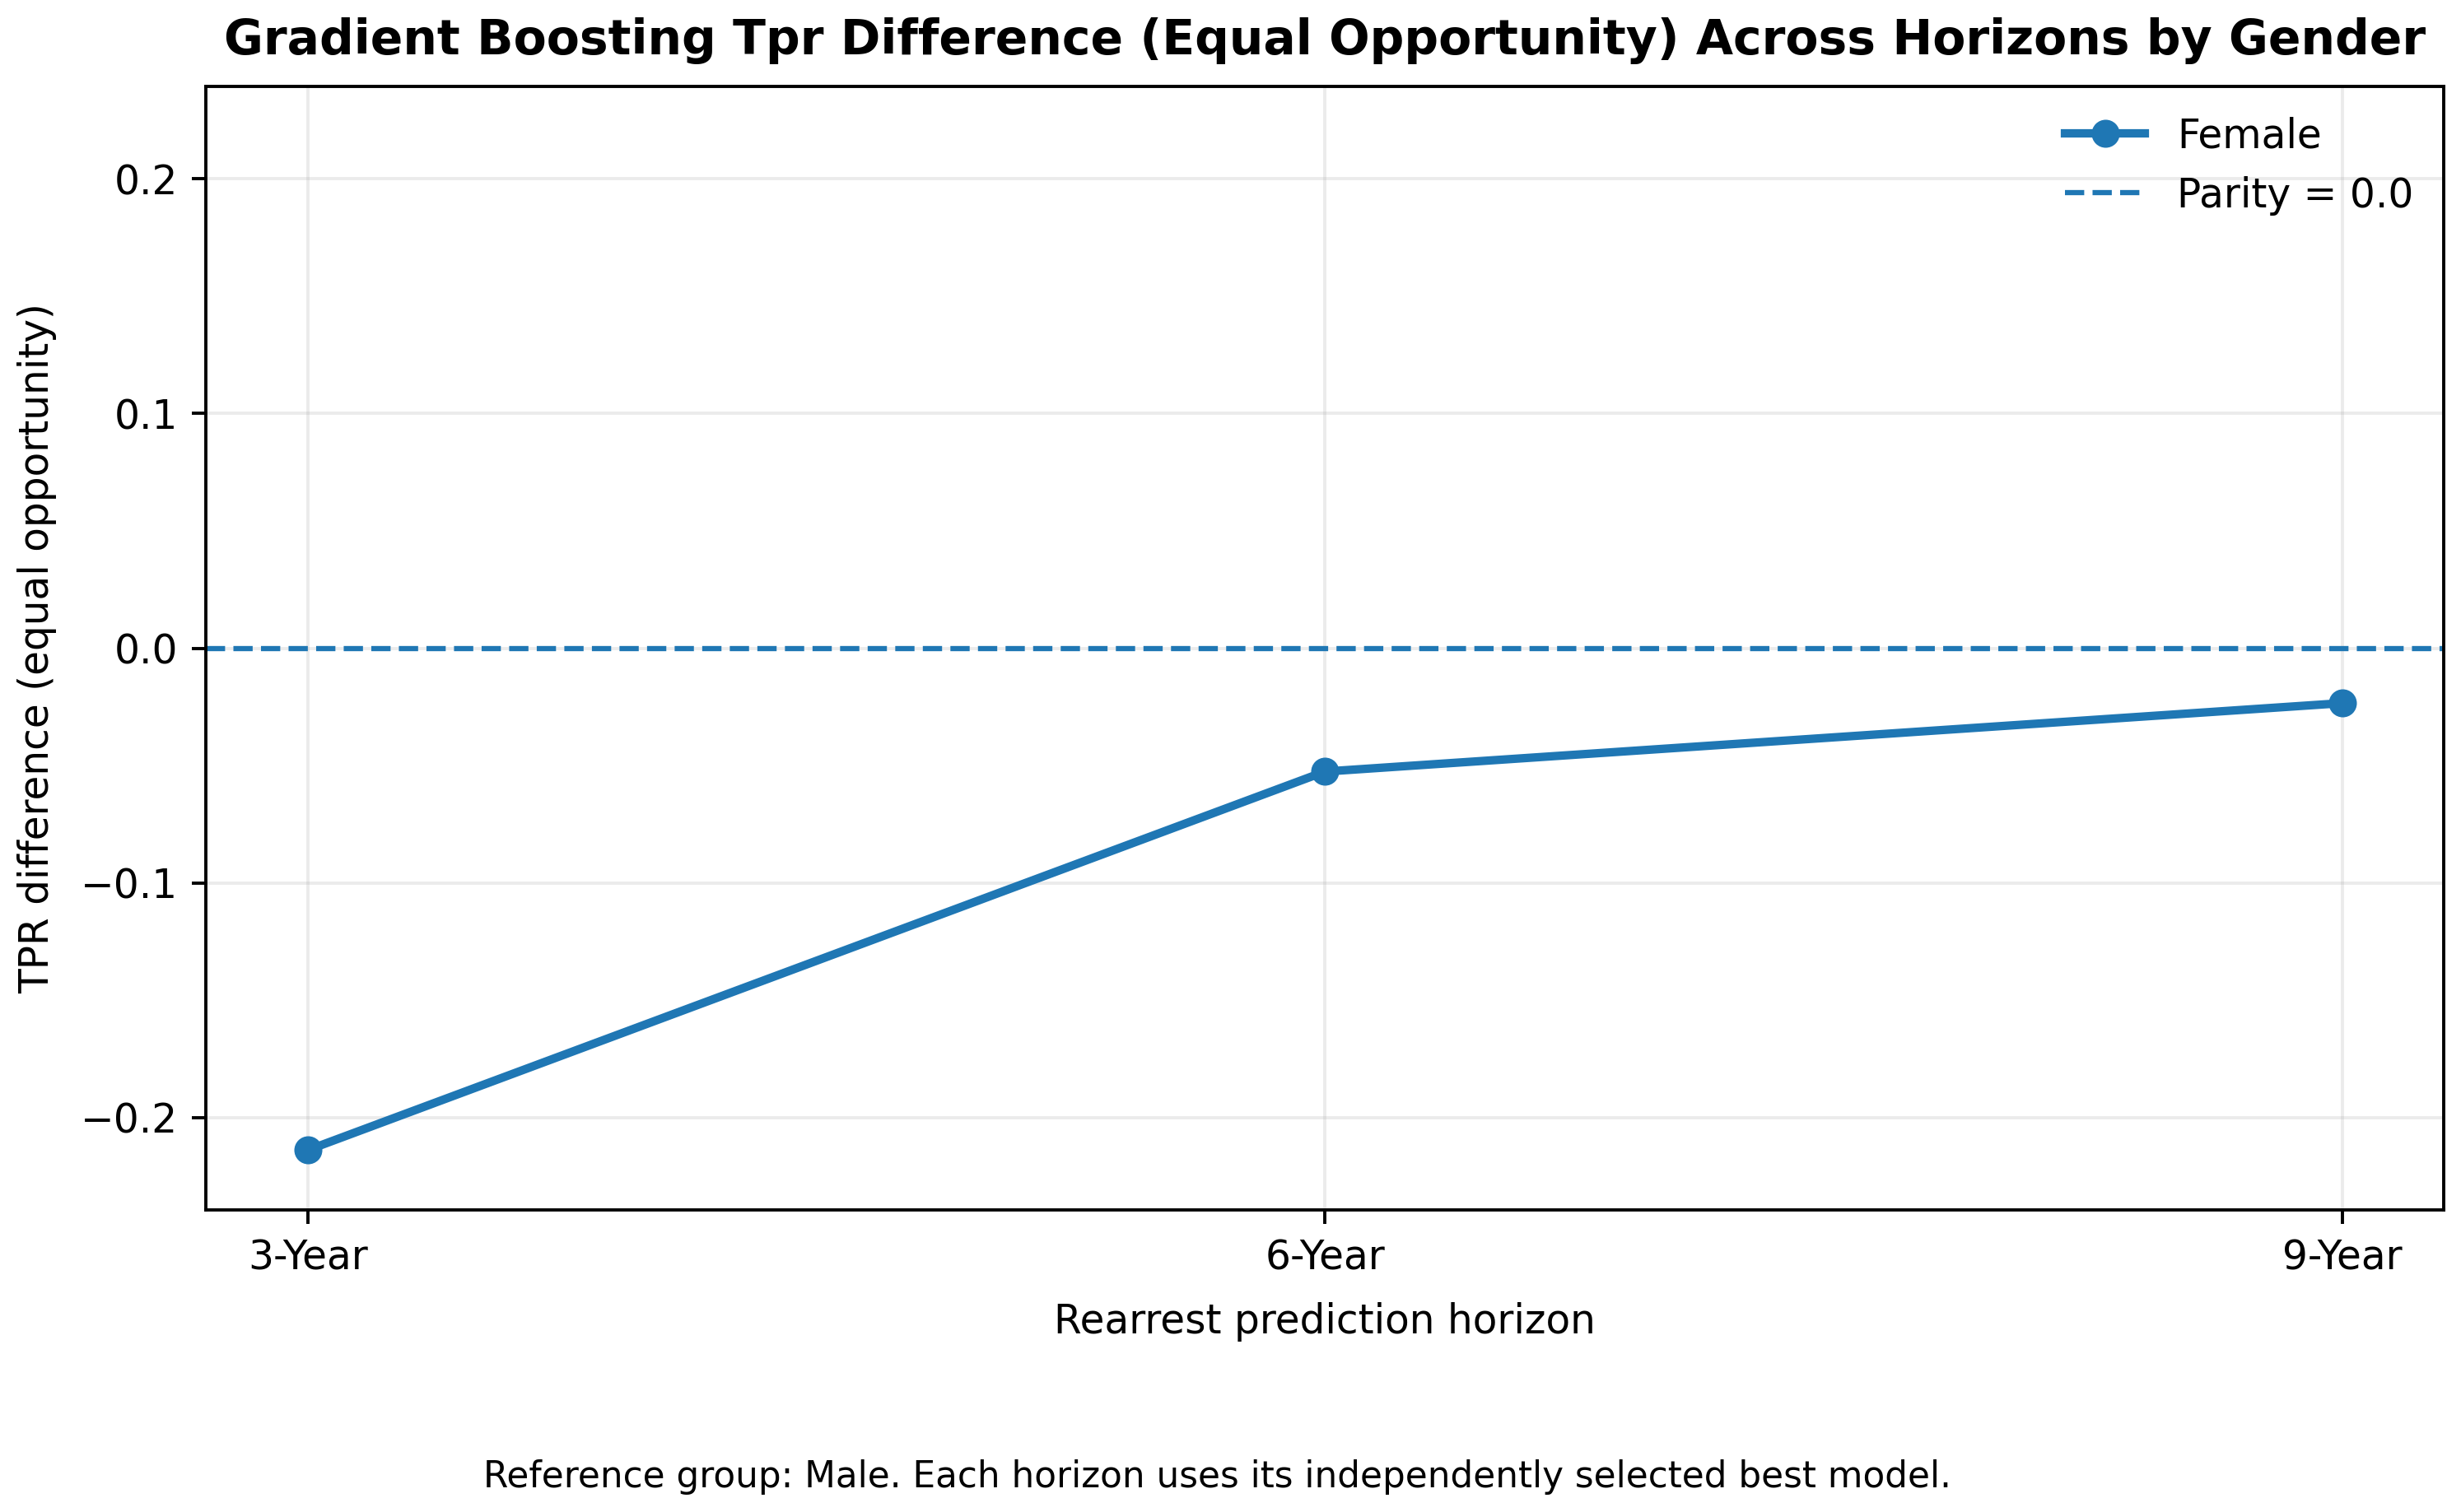 Gradient Boosting Tpr Difference (Equal Opportunity) Across Horizons by Gender
Female
Parity = 0.0
TPR difference (equal opportunity)
0.2
0.1
0.0
−0.1
−0.2
3-Year
6-Year
9-Year
Rearrest prediction horizon
Reference group: Male. Each horizon uses its independently selected best model.